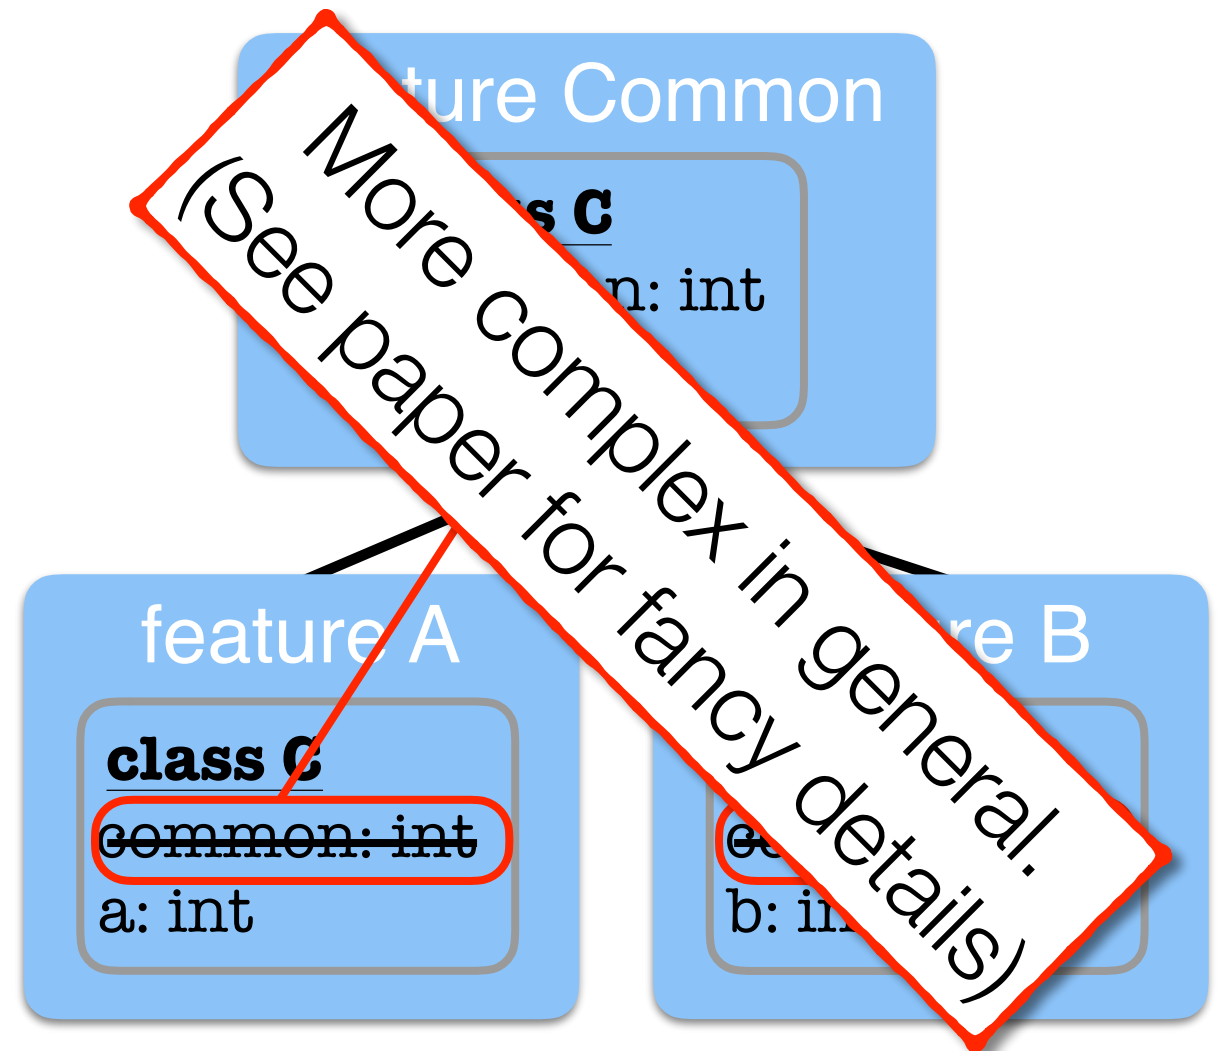 ture Common
s C
n: int
More complex in general.
(See paper for fancy details)
feature A
class C
common: int
a: int
re B
b: in